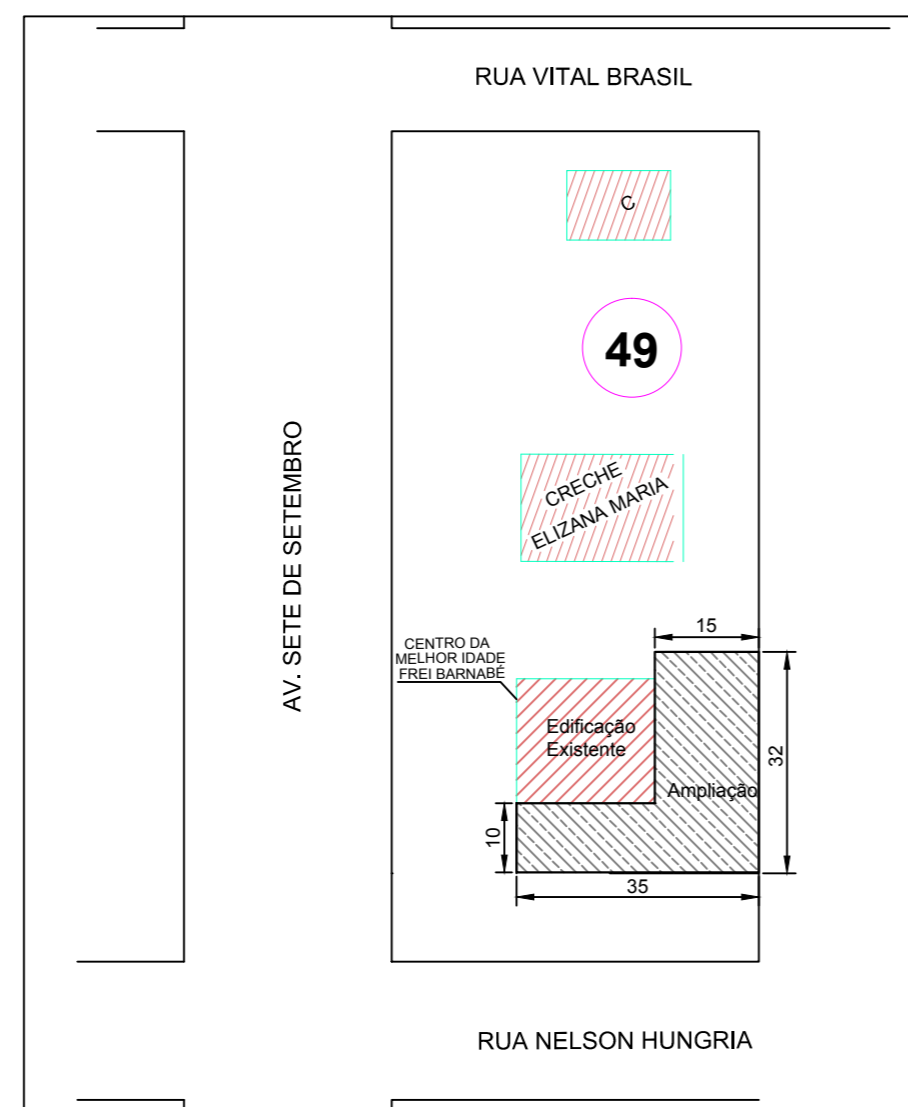 RUA VITAL BRASIL
C
49
AV. SETE DE SETEMBRO
CRECHE
ELIZANA MARIA
15
CENTRO DA
MELHOR IDADE
FREI BARNABÉ
Edificação
Existente
32
Ampliação
10
35
RUA NELSON HUNGRIA